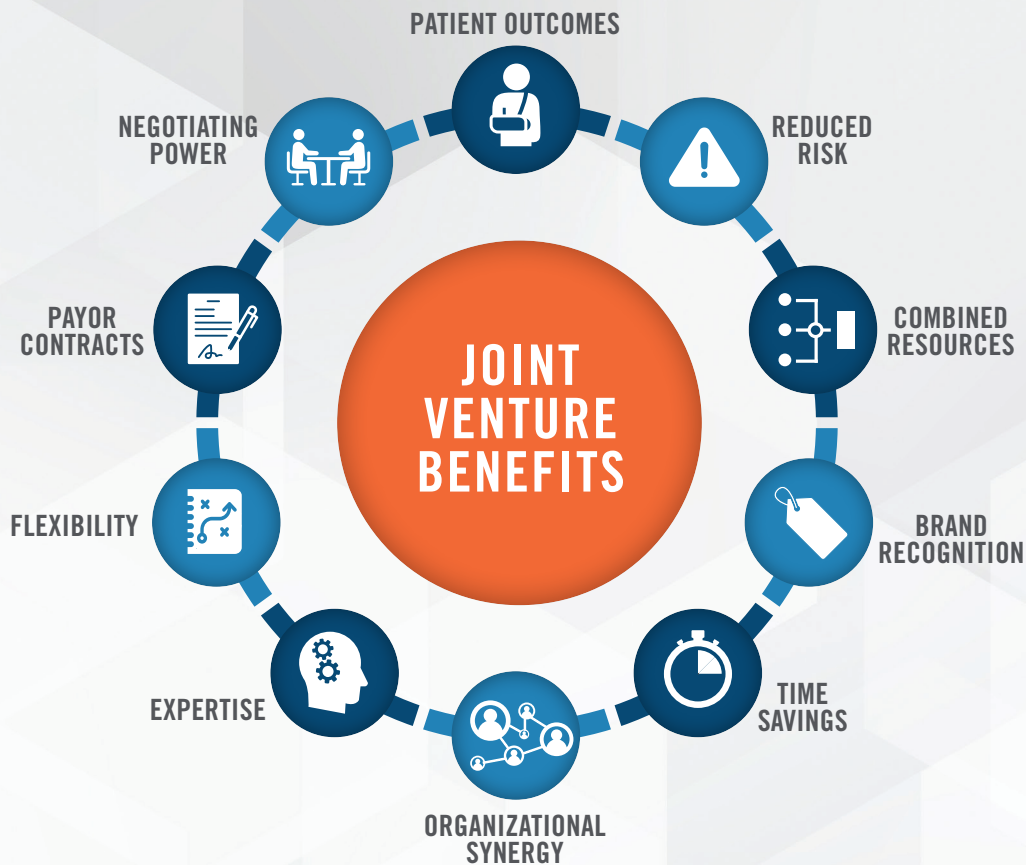 PATIENT OUTCOMES
NEGOTIATING
POWER
REDUCED
RISK
PAYOR
CONTRACTS
COMBINED
RESOURCES
JOINT
VENTURE
BENEFITS
FLEXIBILITY
BRAND
RECOGNITION
EXPERTISE
TIME
SAVINGS
ORGANIZATIONAL
SYNERGY